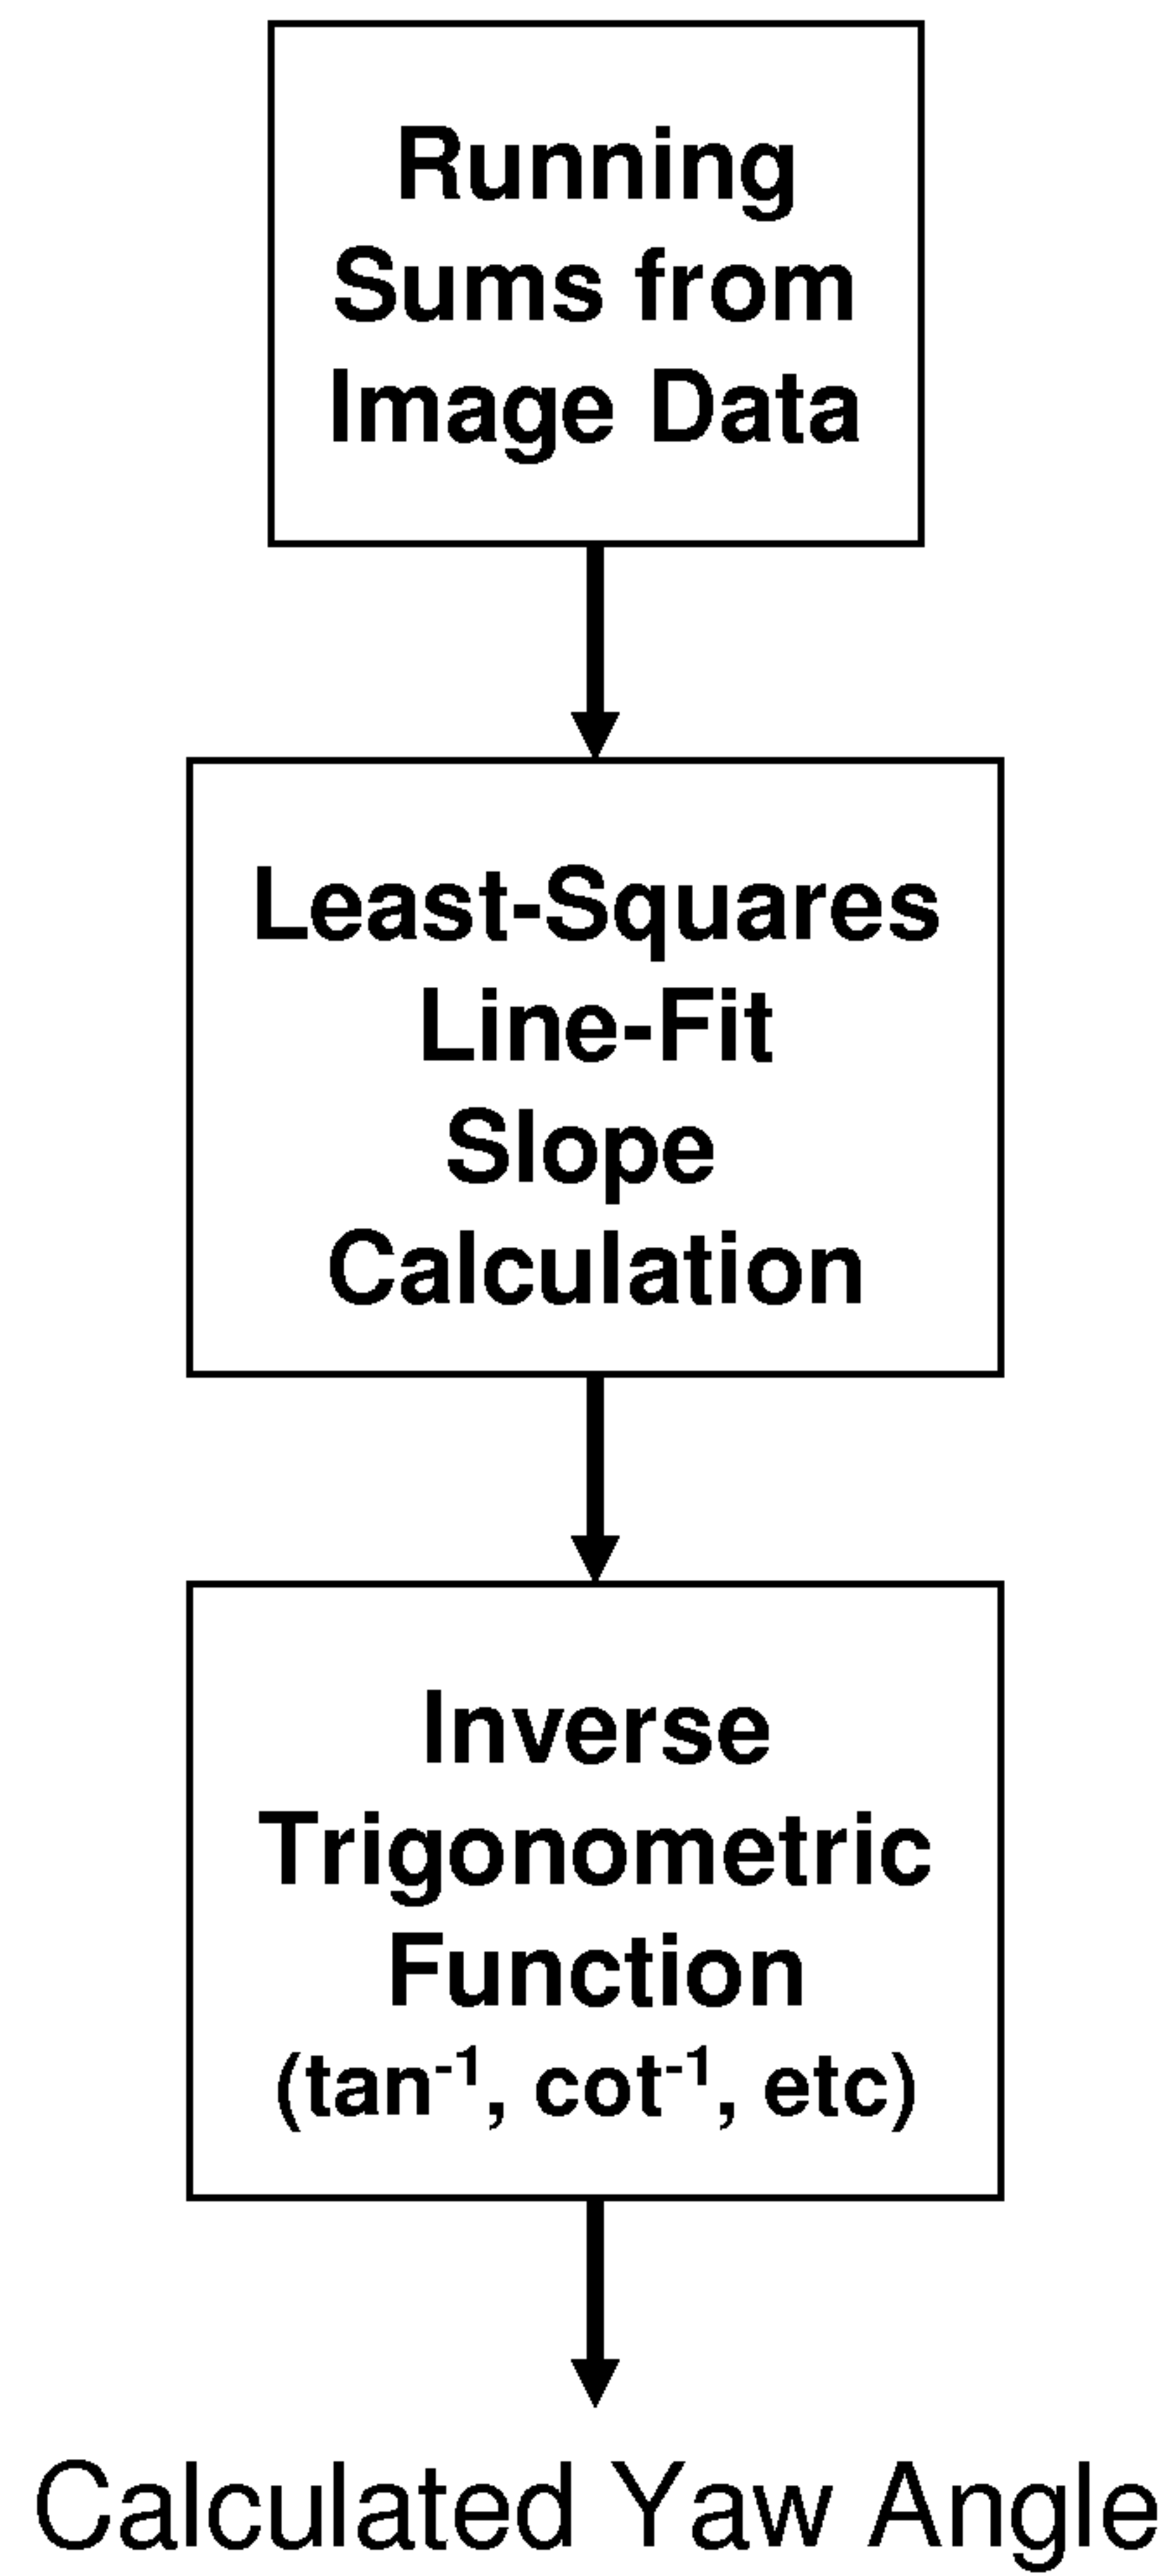 Running
Sums from
Image Data
Least-Squares
Line-Fit
Slope
Calculation
Inverse
Trigonometric
Function
(tan⁻¹, cot⁻¹, etc)
Calculated Yaw Angle